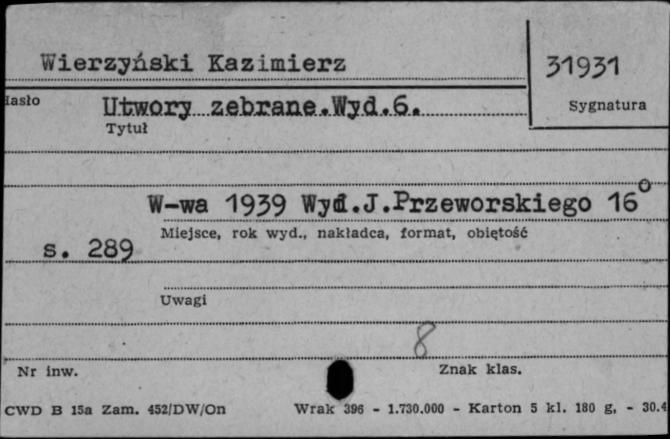 Wierzyński Kazimierz
31931
Hasło
Utwory zebrane.Wyd.6.
Sygnatura
Tytuł
W-wa 1939 Wyd.J.Przeworskiego 16°
Miejsce, rok wyd., nakładca, format, objętość
s. 289
Uwagi
8
Nr inw.
Znak klas.
CWD B 15a Zam. 452/DW/On Wrak 396 - 1.730.000 - Karton 5 kl. 180 g, - 30.4